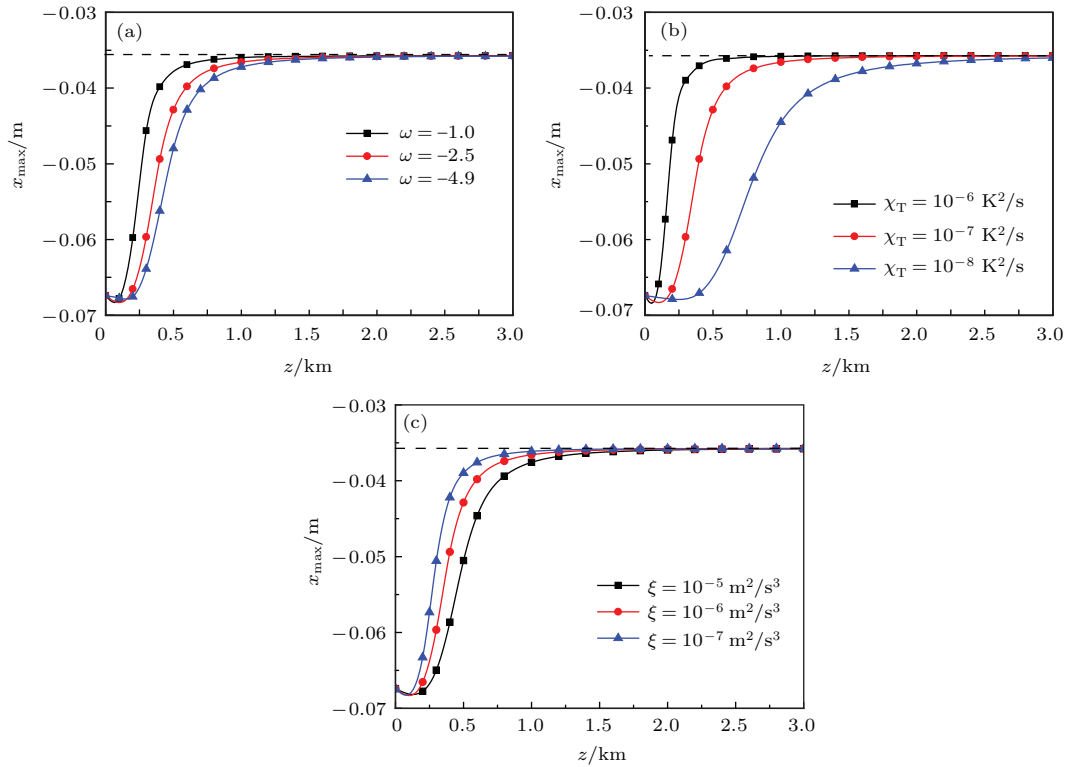 (a)
−0.03
−0.04
−0.05
−0.06
−0.07
x_max/m
ω = −1.0
ω = −2.5
ω = −4.9
0 0.5 1.0 1.5 2.0 2.5 3.0
z/km
(b)
−0.03
−0.04
−0.05
−0.06
−0.07
x_max/m
χ_T = 10⁻⁶ K²/s
χ_T = 10⁻⁷ K²/s
χ_T = 10⁻⁸ K²/s
0 0.5 1.0 1.5 2.0 2.5 3.0
z/km
(c)
−0.03
−0.04
−0.05
−0.06
−0.07
x_max/m
ξ = 10⁻⁵ m²/s³
ξ = 10⁻⁶ m²/s³
ξ = 10⁻⁷ m²/s³
0 0.5 1.0 1.5 2.0 2.5 3.0
z/km